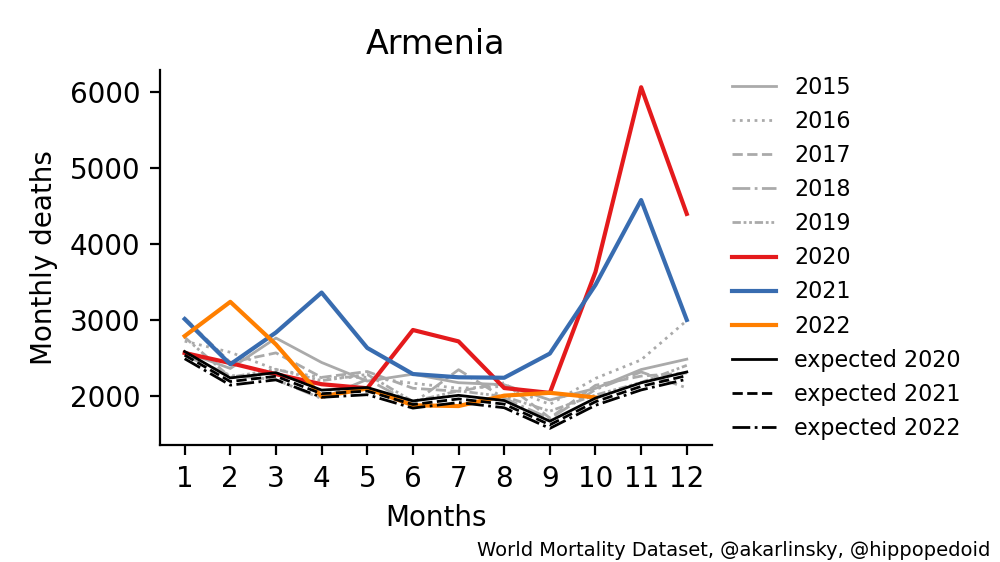 Armenia
Monthly deaths
6000
5000
4000
3000
2000
1 2 3 4 5 6 7 8 9 10 11 12
Months
2015
2016
2017
2018
2019
2020
2021
2022
expected 2020
expected 2021
expected 2022
World Mortality Dataset, @akarlinsky, @hippopedoid